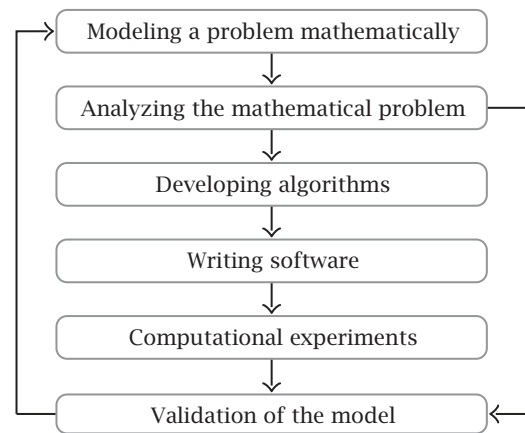 Modeling a problem mathematically
Analyzing the mathematical problem
Developing algorithms
Writing software
Computational experiments
Validation of the model